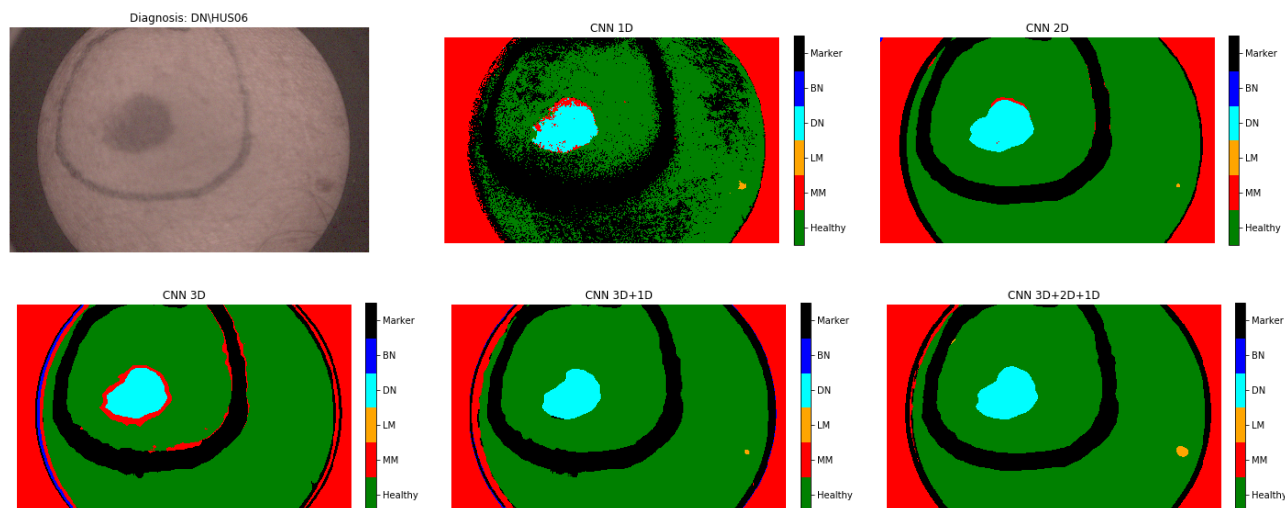 Diagnosis: DN\HUS06
CNN 1D
Marker
BN
DN
LM
MM
Healthy
CNN 2D
Marker
BN
DN
LM
MM
Healthy
CNN 3D
Marker
BN
DN
LM
MM
Healthy
CNN 3D+1D
Marker
BN
DN
LM
MM
Healthy
CNN 3D+2D+1D
Marker
BN
DN
LM
MM
Healthy